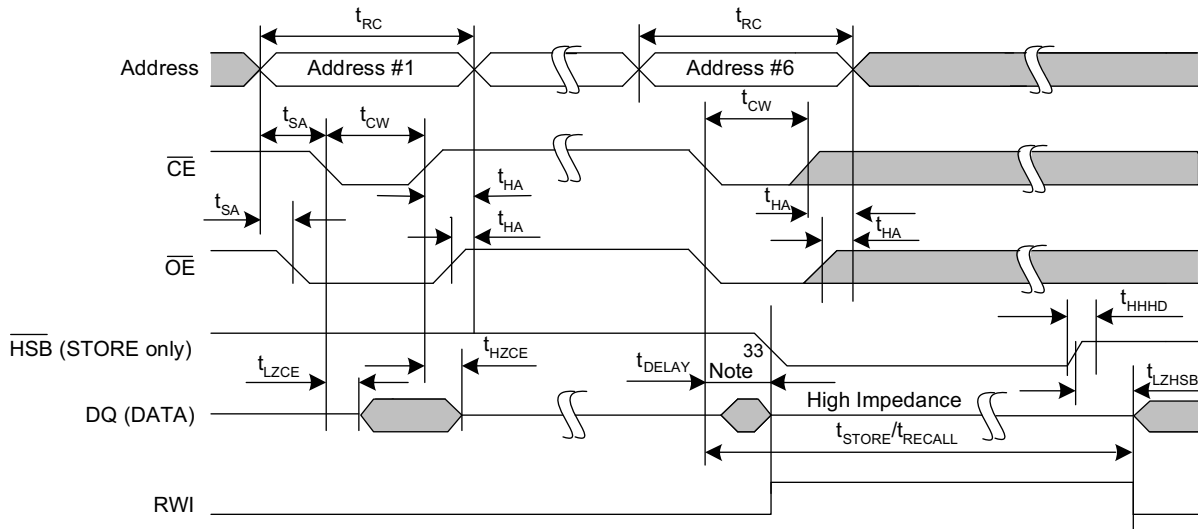 tRC tRC
Address Address #1 Address #6
tCW
tSA tCW
CE
tHA tHA
tSA tHA tHA
OE
tHHHD
HSB (STORE only) 33
tLZCE tHZCE tDELAY Note tLZHSB
DQ (DATA) High Impedance
tSTORE/tRECALL
RWI